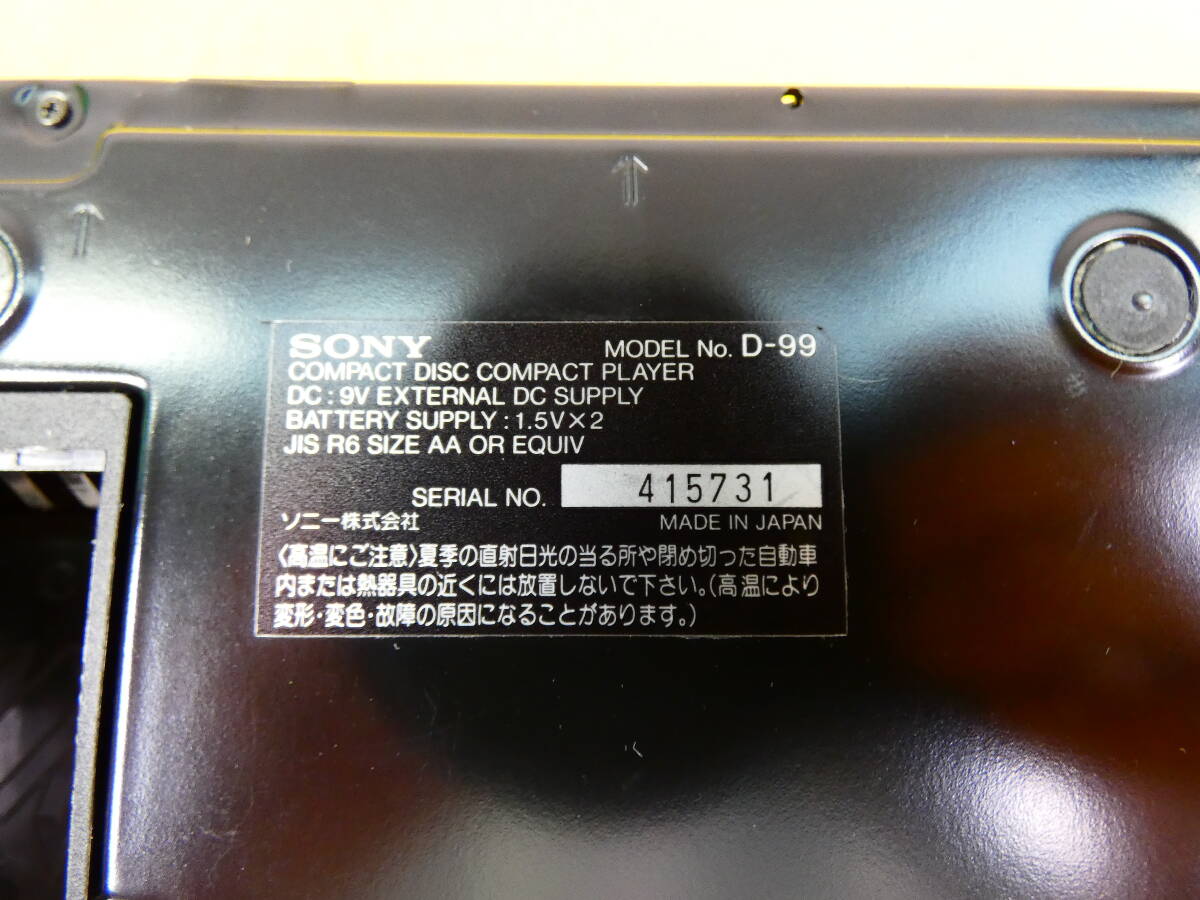 SONY MODEL No. D-99
COMPACT DISC COMPACT PLAYER
DC : 9V EXTERNAL DC SUPPLY
BATTERY SUPPLY : 1.5V×2
JIS R6 SIZE AA OR EQUIV
SERIAL NO. 415731
ソニー株式会社 MADE IN JAPAN
〈高温にご注意〉夏季の直射日光の当る所や閉め切った自動車
内または熱器具の近くには放置しないで下さい。(高温により
変形・変色・故障の原因になることがあります。)